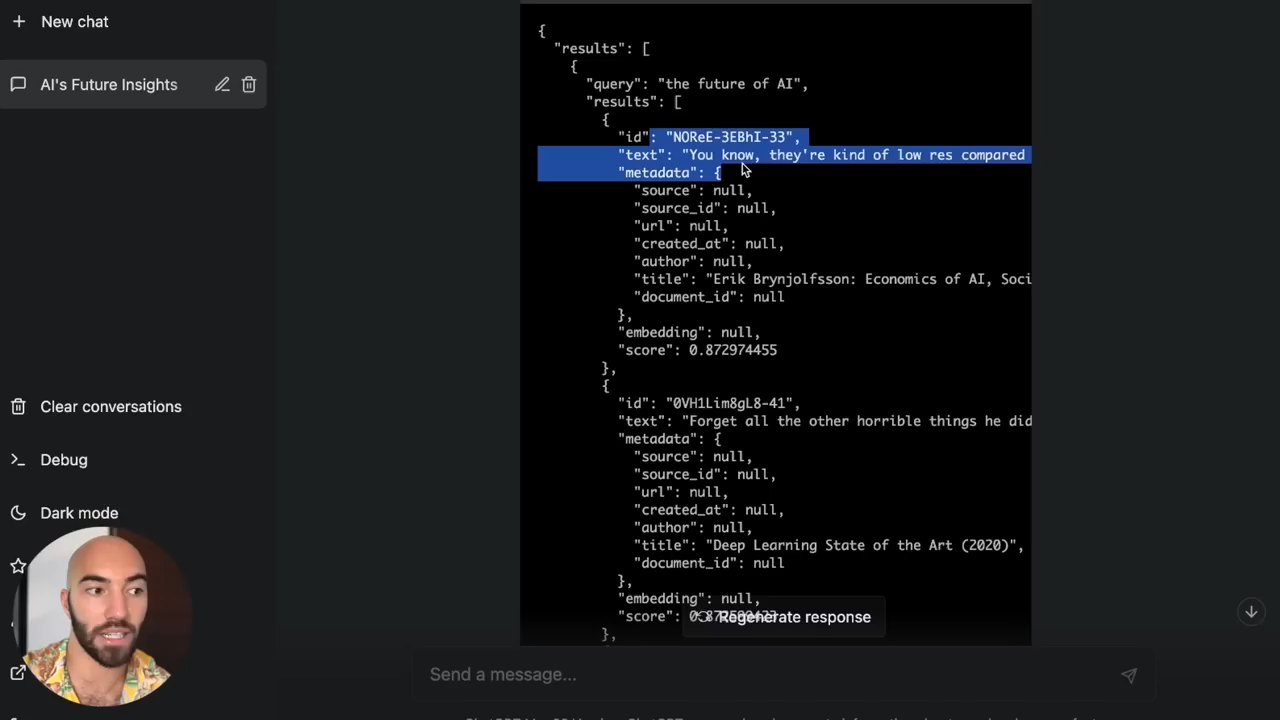 New chat
AI's Future Insights
Clear conversations
Debug
Dark mode
{
"results": [
{
"query": "the future of AI",
"results": [
{
"id": "NOReE-3EBhI-33",
"text": "You know, they're kind of low res compared
"metadata": {
"source": null,
"source_id": null,
"url": null,
"created_at": null,
"author": null,
"title": "Erik Brynjolfsson: Economics of AI, Soci
"document_id": null
},
"embedding": null,
"score": 0.872974455
},
{
"id": "0VH1Lim8gL8-41",
"text": "Forget all the other horrible things he did
"metadata": {
"source": null,
"source_id": null,
"url": null,
"created_at": null,
"author": null,
"title": "Deep Learning State of the Art (2020)",
"document_id": null
},
"embedding": null,
"score":
Regenerate response
},
Send a message...